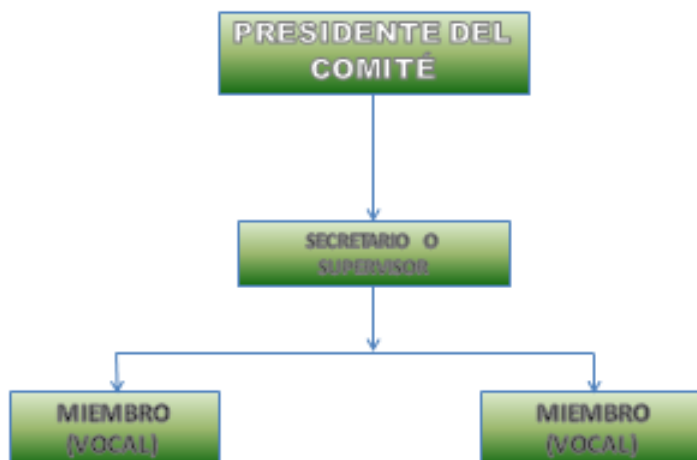 PRESIDENTE DEL
COMITÉ
SECRETARIO O
SUPERVISOR
MIEMBRO
(VOCAL)
MIEMBRO
(VOCAL)